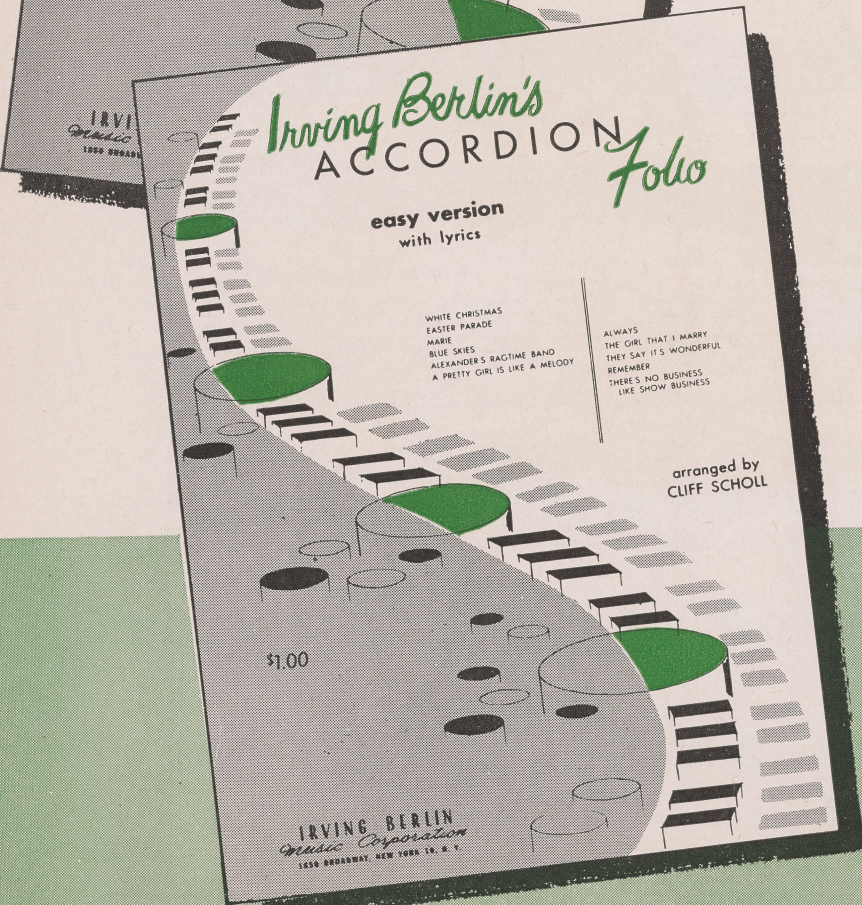 IRVI
Music
1650 BROADW
Irving Berlin's
ACCORDION
Folio
easy version
with lyrics
WHITE CHRISTMAS
EASTER PARADE
MARIE
BLUE SKIES
ALEXANDER'S RAGTIME BAND
A PRETTY GIRL IS LIKE A MELODY
ALWAYS
THE GIRL THAT I MARRY
THEY SAY IT'S WONDERFUL
REMEMBER
THERE'S NO BUSINESS
LIKE SHOW BUSINESS
arranged by
CLIFF SCHOLL
$1.00
IRVING BERLIN
Music Corporation
1650 BROADWAY, NEW YORK 19, N. Y.